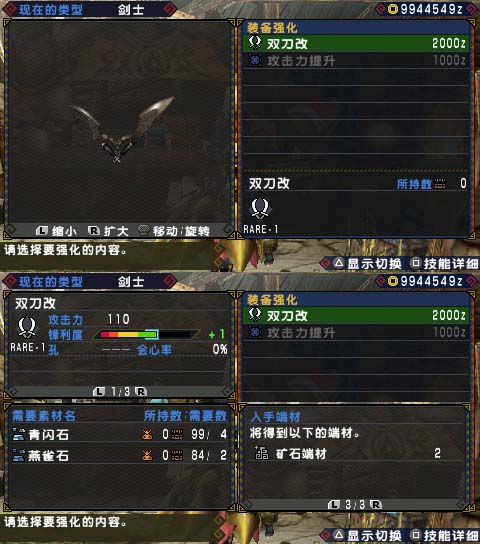 现在的类型 剑士
9944549z
装备强化
双刀改 2000z
攻击力提升 1000z
双刀改 所持数 0
RARE-1
L 缩小 R 扩大 移动/旋转
请选择要强化的内容。
△显示切换 □技能详细
现在的类型 剑士
9944549z
双刀改
攻击力 110
锋利度 +1
RARE-1 孔 --- 会心率 0%
L 1/3 R
装备强化
双刀改 2000z
攻击力提升 1000z
需要素材名 所持数/需要数
青闪石 0 99/ 4
燕雀石 0 84/ 2
入手端材
将得到以下的端材。
矿石端材 2
L 3/3 R
请选择要强化的内容。
△显示切换 □技能详细